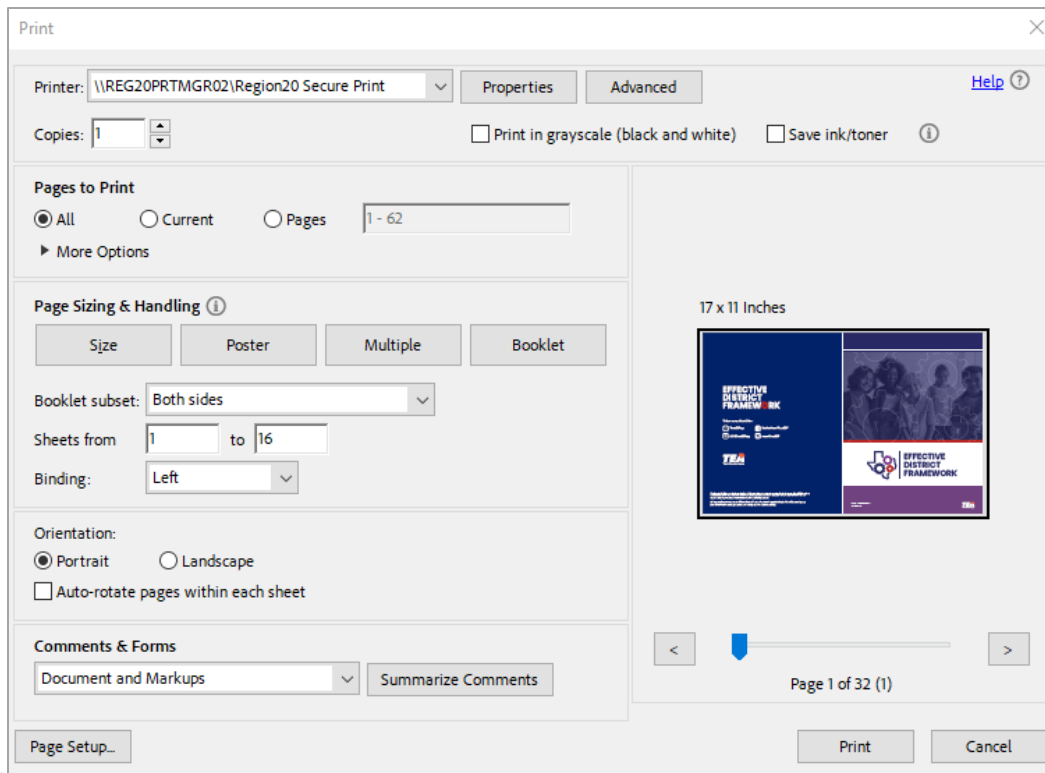 Print
Printer: \\REG20PRTMGR02\Region20 Secure Print Properties Advanced Help
Copies: 1 Print in grayscale (black and white) Save ink/toner
Pages to Print
All Current Pages 1 - 62
More Options
Page Sizing & Handling
Size Poster Multiple Booklet
Booklet subset: Both sides
Sheets from 1 to 16
Binding: Left
Orientation:
Portrait Landscape
Auto-rotate pages within each sheet
Comments & Forms
Document and Markups Summarize Comments
17 x 11 Inches
EFFECTIVE
DISTRICT
FRAMEWORK
TEA
EFFECTIVE
DISTRICT
FRAMEWORK
TEA
< >
Page 1 of 32 (1)
Page Setup... Print Cancel